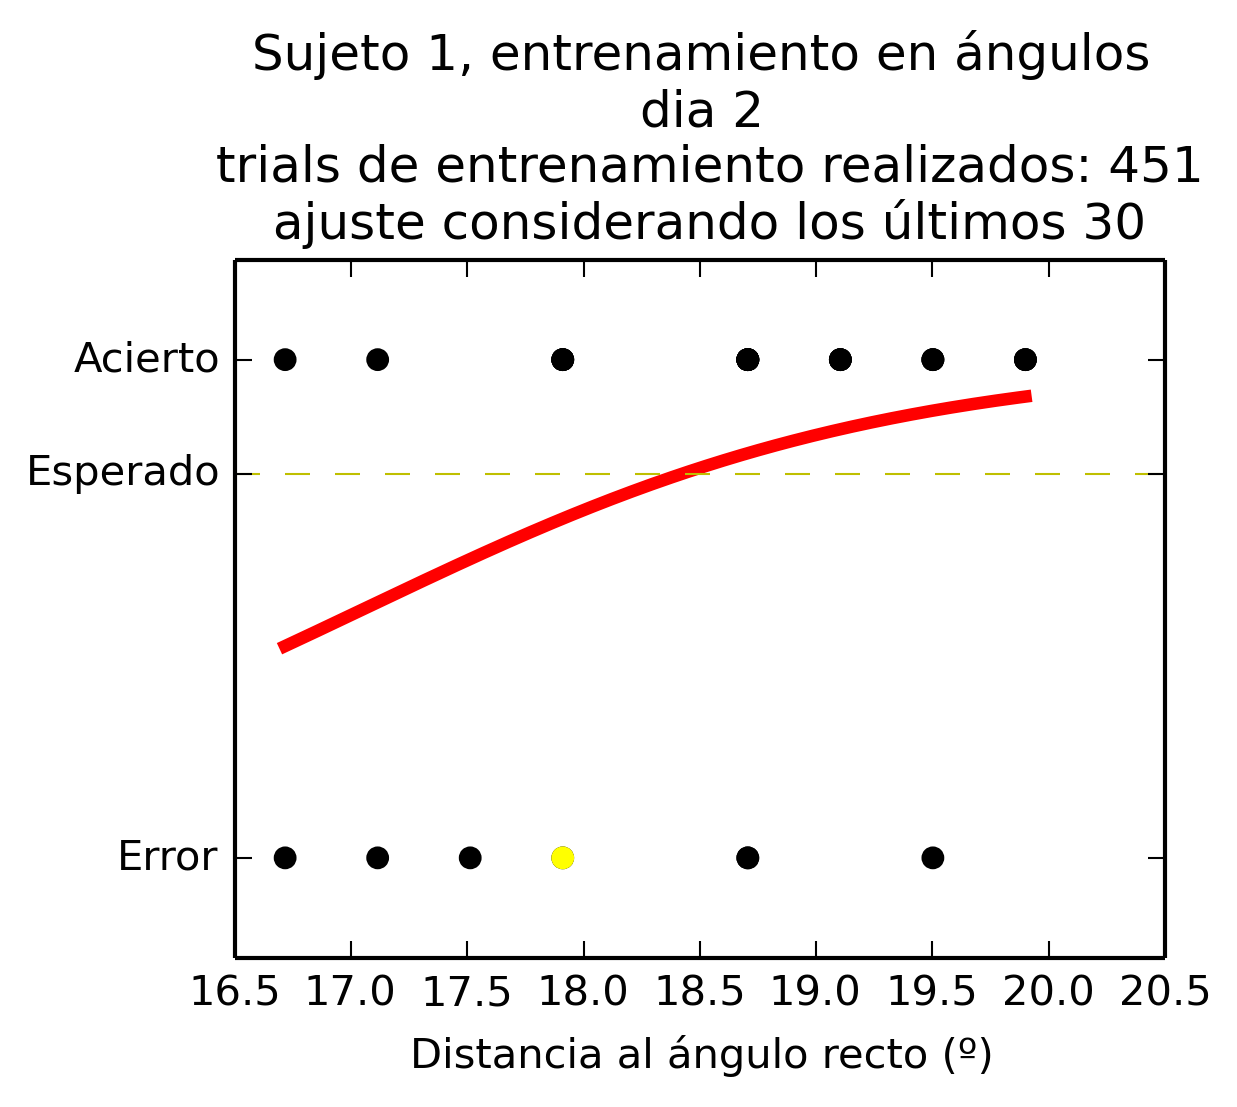 Sujeto 1, entrenamiento en ángulos
dia 2
trials de entrenamiento realizados: 451
ajuste considerando los últimos 30
Acierto
Esperado
Error
16.5 17.0 17.5 18.0 18.5 19.0 19.5 20.0 20.5
Distancia al ángulo recto (º)